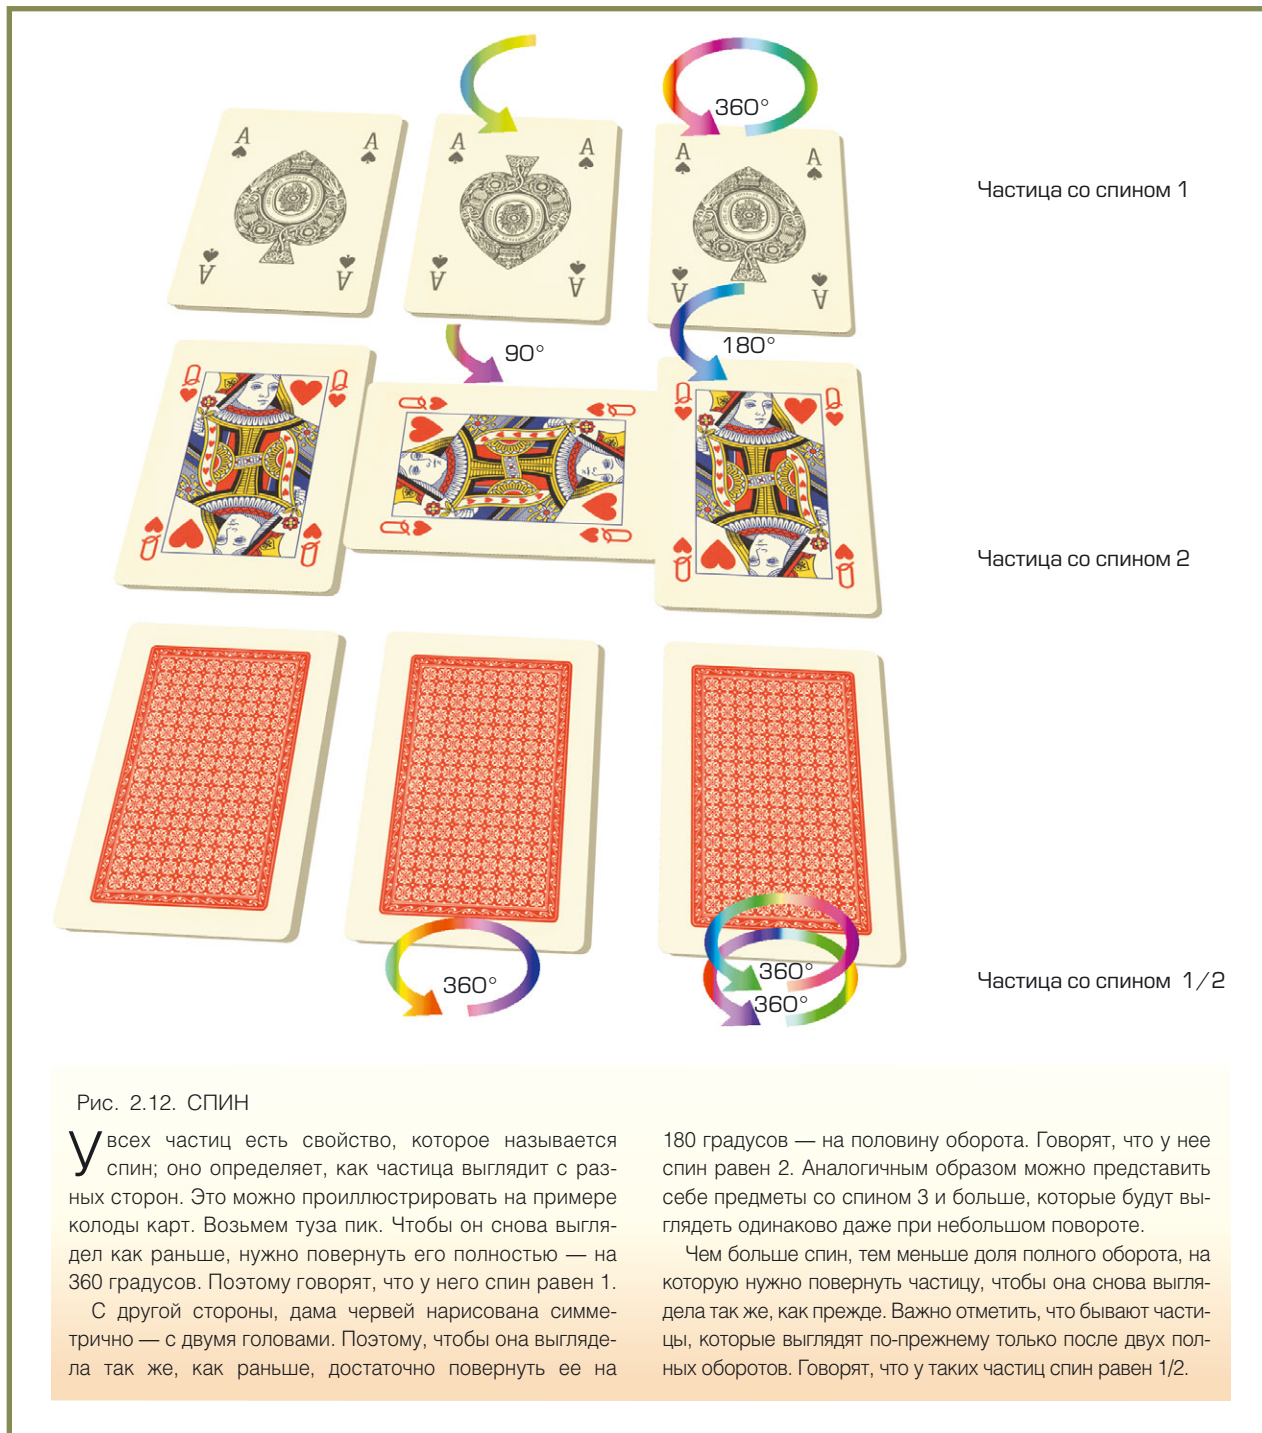 A
A
A
A
A
A
A
A
A
A
A
A
360°
Частица со спином 1
90°
180°
Q
Q
Q
Q
Q
Q
Q
Q
Q
Q
Q
Q
Частица со спином 2
360°
360°
360°
Частица со спином 1/2
Рис. 2.12. СПИН
У всех частиц есть свойство, которое называется
спин; оно определяет, как частица выглядит с раз-
ных сторон. Это можно проиллюстрировать на примере
колоды карт. Возьмем туза пик. Чтобы он снова выгля-
дел как раньше, нужно повернуть его полностью — на
360 градусов. Поэтому говорят, что у него спин равен 1.
С другой стороны, дама червей нарисована симме-
трично — с двумя головами. Поэтому, чтобы она выгляде-
ла так же, как раньше, достаточно повернуть ее на
180 градусов — на половину оборота. Говорят, что у нее
спин равен 2. Аналогичным образом можно представить
себе предметы со спином 3 и больше, которые будут вы-
глядеть одинаково даже при небольшом повороте.
Чем больше спин, тем меньше доля полного оборота, на
которую нужно повернуть частицу, чтобы она снова выгля-
дела так же, как прежде. Важно отметить, что бывают части-
цы, которые выглядят по-прежнему только после двух пол-
ных оборотов. Говорят, что у таких частиц спин равен 1/2.